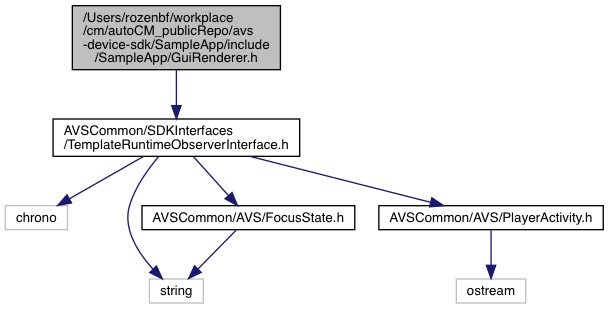 /Users/rozenbf/workplace
/cm/autoCM_publicRepo/avs
-device-sdk/SampleApp/include
/SampleApp/GuiRenderer.h
AVSCommon/SDKInterfaces
/TemplateRuntimeObserverInterface.h
chrono
AVSCommon/AVS/FocusState.h
AVSCommon/AVS/PlayerActivity.h
string
ostream